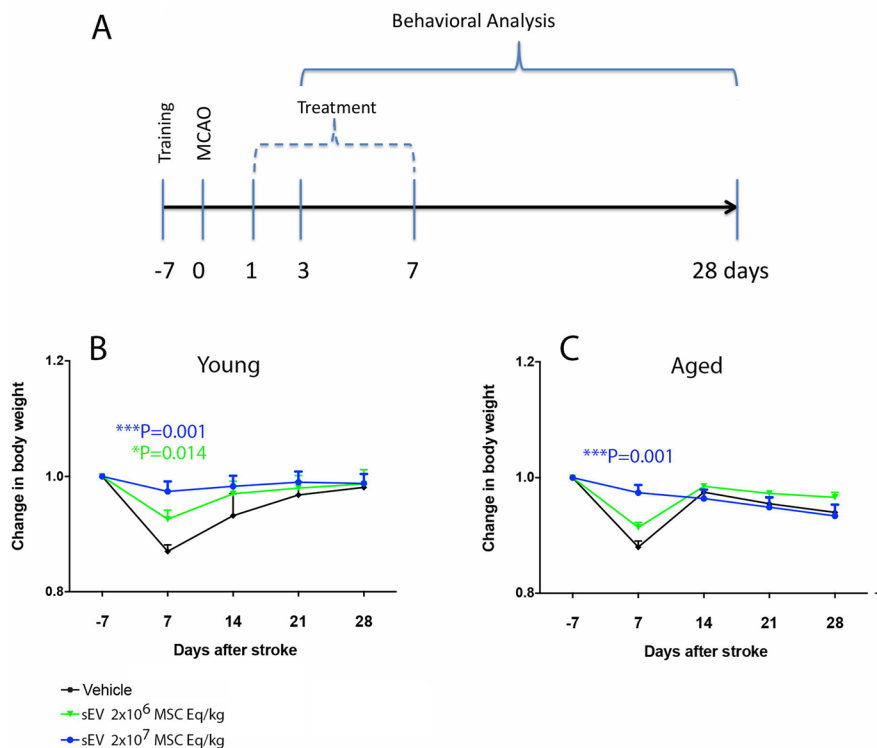 A
Behavioral Analysis
Treatment
Training
MCAO
-7 0 1 3 7 28 days
B
Young
Change in body weight
1.2
1.0
0.8
***P=0.001
*P=0.014
-7 7 14 21 28
Days after stroke
C
Aged
Change in body weight
1.2
1.0
0.8
***P=0.001
-7 7 14 21 28
Days after stroke
Vehicle
sEV 2x10⁶ MSC Eq/kg
sEV 2x10⁷ MSC Eq/kg